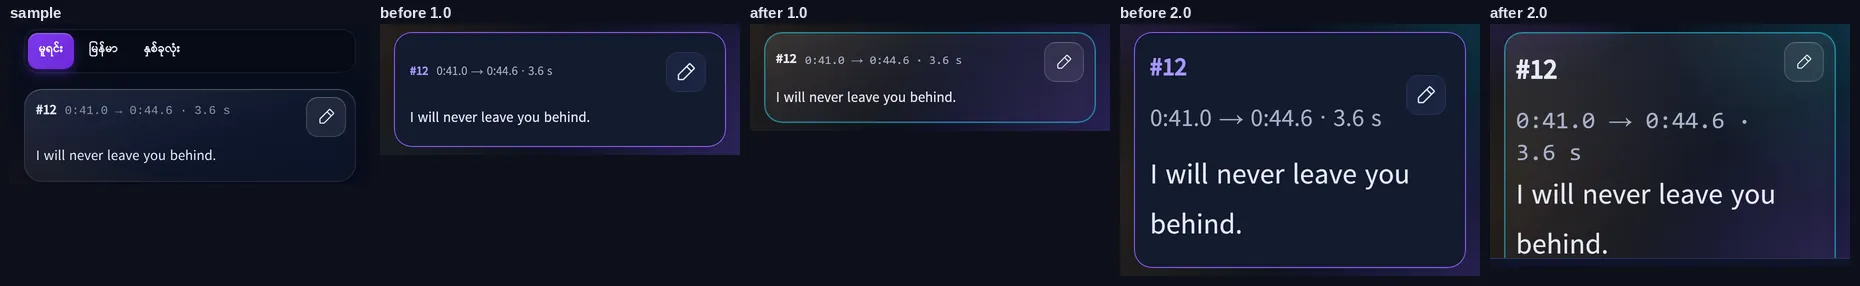 sample
before 1.0
after 1.0
before 2.0
after 2.0
မူရင်း
မြန်မာ
နှစ်ခုလုံး
#12 0:41.0 → 0:44.6 · 3.6 s
I will never leave you behind.
#12 0:41.0 → 0:44.6 · 3.6 s
I will never leave you behind.
#12 0:41.0 → 0:44.6 · 3.6 s
I will never leave you behind.
#12
0:41.0 → 0:44.6 · 3.6 s
I will never leave you
behind.
#12
0:41.0 → 0:44.6 ·
3.6 s
I will never leave you
behind.